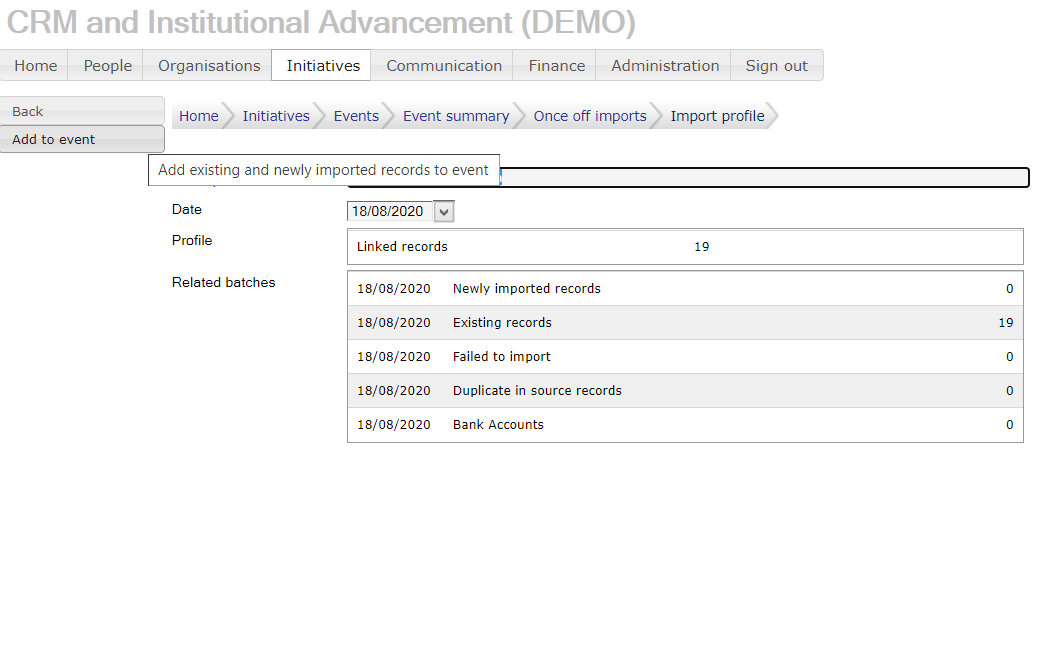 CRM and Institutional Advancement (DEMO)
Home People Organisations Initiatives Communication Finance Administration Sign out
Back
Home Initiatives Events Event summary Once off imports Import profile
Add to event
Add existing and newly imported records to event
Date 18/08/2020
Profile
Linked records 19
Related batches
18/08/2020 Newly imported records 0
18/08/2020 Existing records 19
18/08/2020 Failed to import 0
18/08/2020 Duplicate in source records 0
18/08/2020 Bank Accounts 0